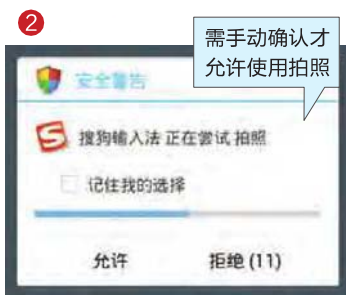 2
需手动确认才
允许使用拍照
安全警告
搜狗输入法 正在尝试 拍照
记住我的选择
允许
拒绝 (11)